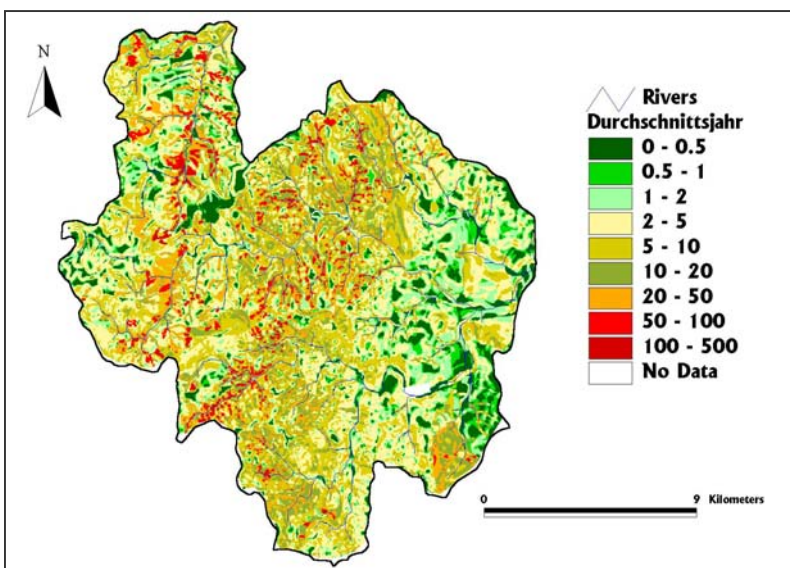 N
Rivers
Durchschnittsjahr
0 - 0.5
0.5 - 1
1 - 2
2 - 5
5 - 10
10 - 20
20 - 50
50 - 100
100 - 500
No Data
0 9 Kilometers